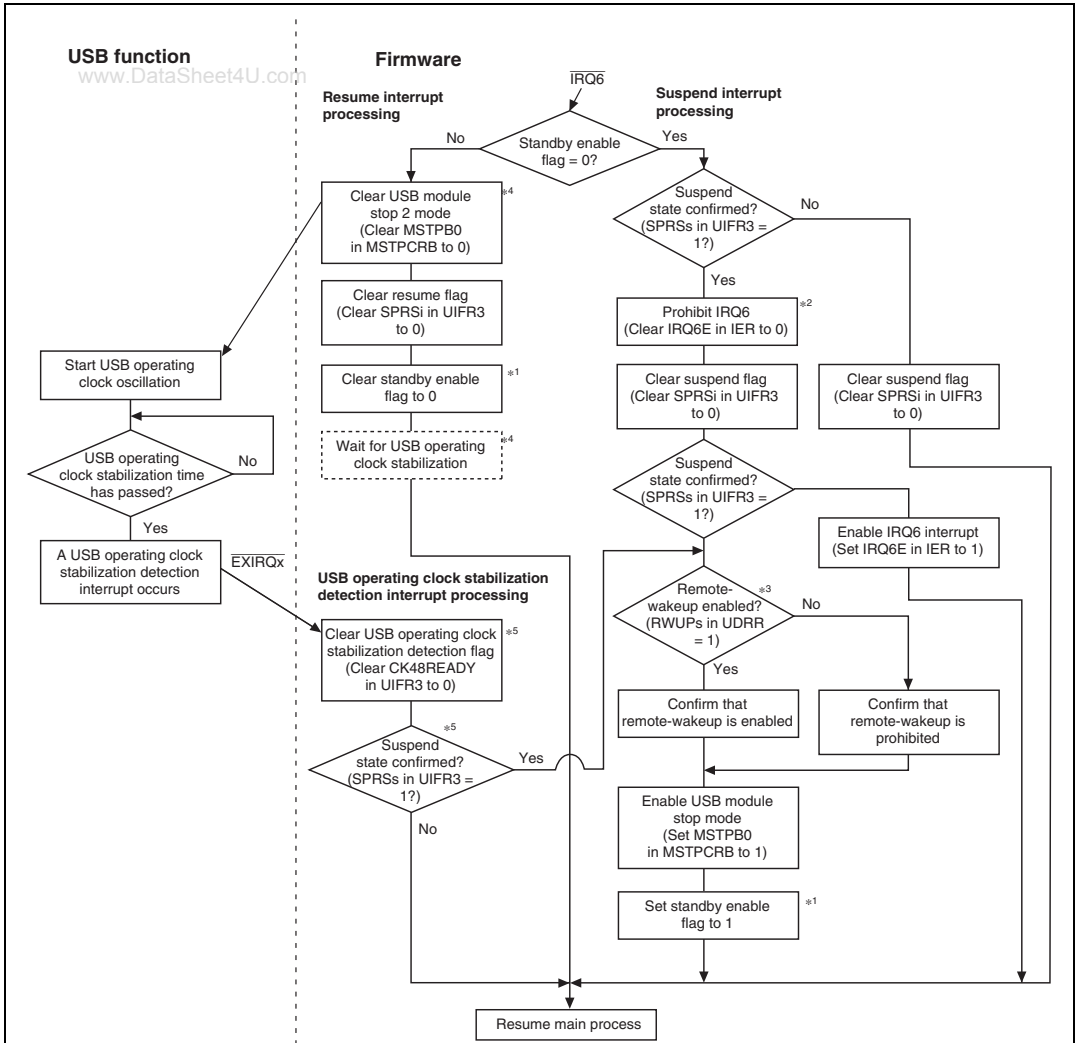 USB function
www.DataSheet4U.com
Firmware
IRQ6
Resume interrupt
processing
Suspend interrupt
processing
No
Standby enable
flag = 0?
Yes
Clear USB module
stop 2 mode
(Clear MSTPB0
in MSTPCRB to 0)
*4
Suspend
state confirmed?
(SPRSs in UIFR3 =
1?)
No
Yes
Clear resume flag
(Clear SPRSi in UIFR3
to 0)
Prohibit IRQ6
(Clear IRQ6E in IER to 0)
*2
Start USB operating
clock oscillation
Clear standby enable
flag to 0
*1
Clear suspend flag
(Clear SPRSi in UIFR3
to 0)
Clear suspend flag
(Clear SPRSi in UIFR3
to 0)
Wait for USB operating
clock stabilization
*4
USB operating
clock stabilization time
has passed?
No
Yes
Suspend
state confirmed?
(SPRSs in UIFR3 =
1?)
Enable IRQ6 interrupt
(Set IRQ6E in IER to 1)
A USB operating clock
stabilization detection
interrupt occurs
EXIRQx
USB operating clock stabilization
detection interrupt processing
Remote-
wakeup enabled?
(RWUPs in UDRR
= 1)
*3
No
Yes
Clear USB operating clock
stabilization detection flag
(Clear CK48READY
in UIFR3 to 0)
*5
Confirm that
remote-wakeup is enabled
Confirm that
remote-wakeup is
prohibited
*5
Suspend
state confirmed?
(SPRSs in UIFR3 =
1?)
Yes
No
Enable USB module
stop mode
(Set MSTPB0
in MSTPCRB to 1)
Set standby enable
flag to 1
*1
Resume main process